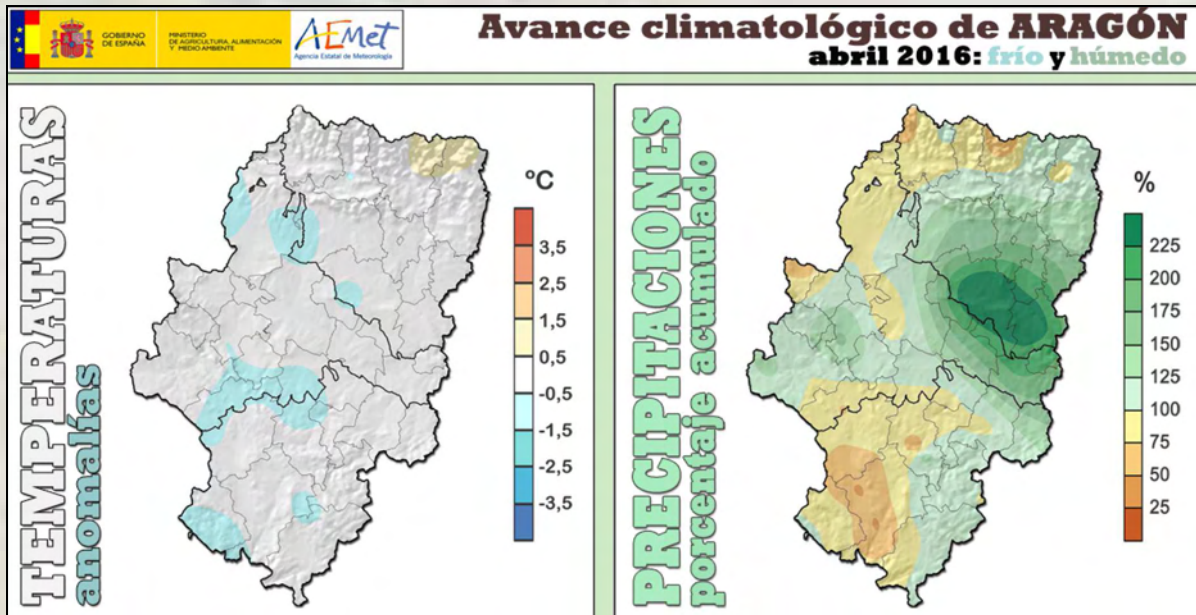 GOBIERNO
DE ESPAÑA
MINISTERIO
DE AGRICULTURA, ALIMENTACIÓN
Y MEDIO AMBIENTE
AEMet
Agencia Estatal de Meteorología
Avance climatológico de ARAGÓN
abril 2016: frío y húmedo
TEMPERATURAS
anomalías
°C
3,5
2,5
1,5
0,5
-0,5
-1,5
-2,5
-3,5
PRECIPITACIONES
porcentaje acumulado
%
225
200
175
150
125
100
75
50
25